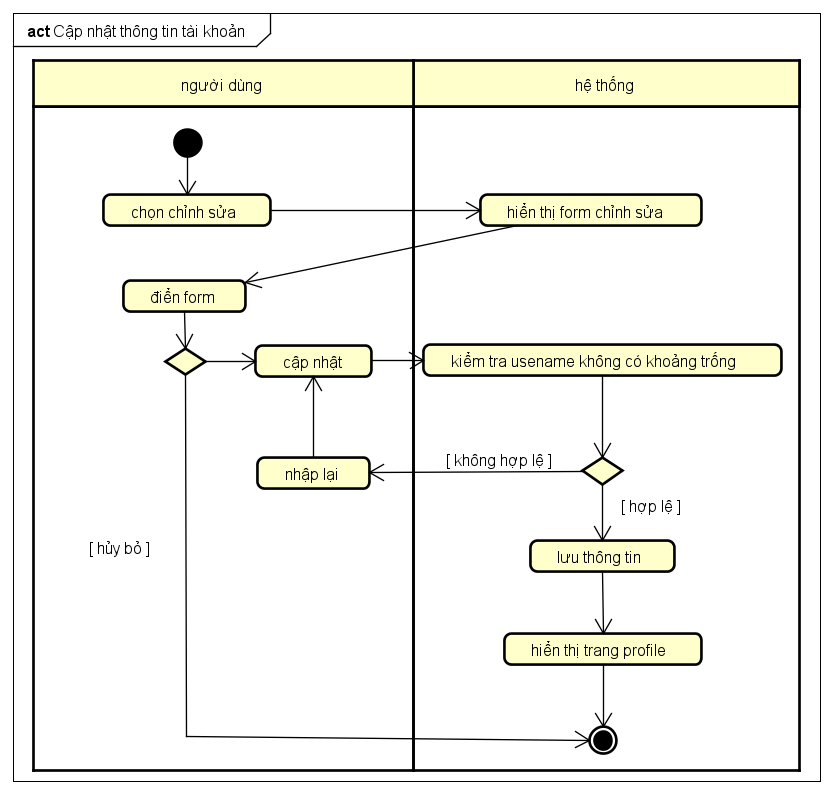 act Cập nhật thông tin tài khoản
người dùng
hệ thống
chọn chỉnh sửa
hiển thị form chỉnh sửa
điển form
cập nhật
kiểm tra usename không có khoảng trống
[ không hợp lệ ]
nhập lại
[ hợp lệ ]
[ hủy bỏ ]
lưu thông tin
hiển thị trang profile